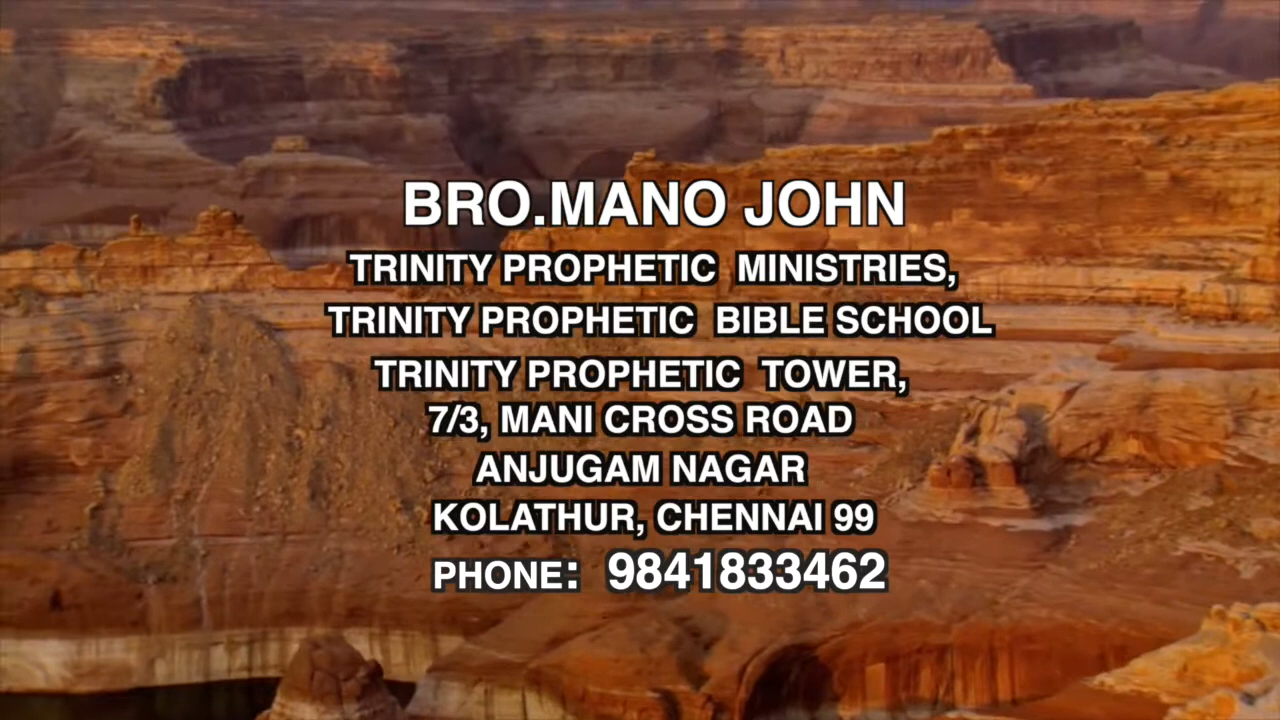 BRO.MANO JOHN
TRINITY PROPHETIC MINISTRIES,
TRINITY PROPHETIC BIBLE SCHOOL
TRINITY PROPHETIC TOWER,
7/3, MANI CROSS ROAD
ANJUGAM NAGAR
KOLATHUR, CHENNAI 99
PHONE: 9841833462